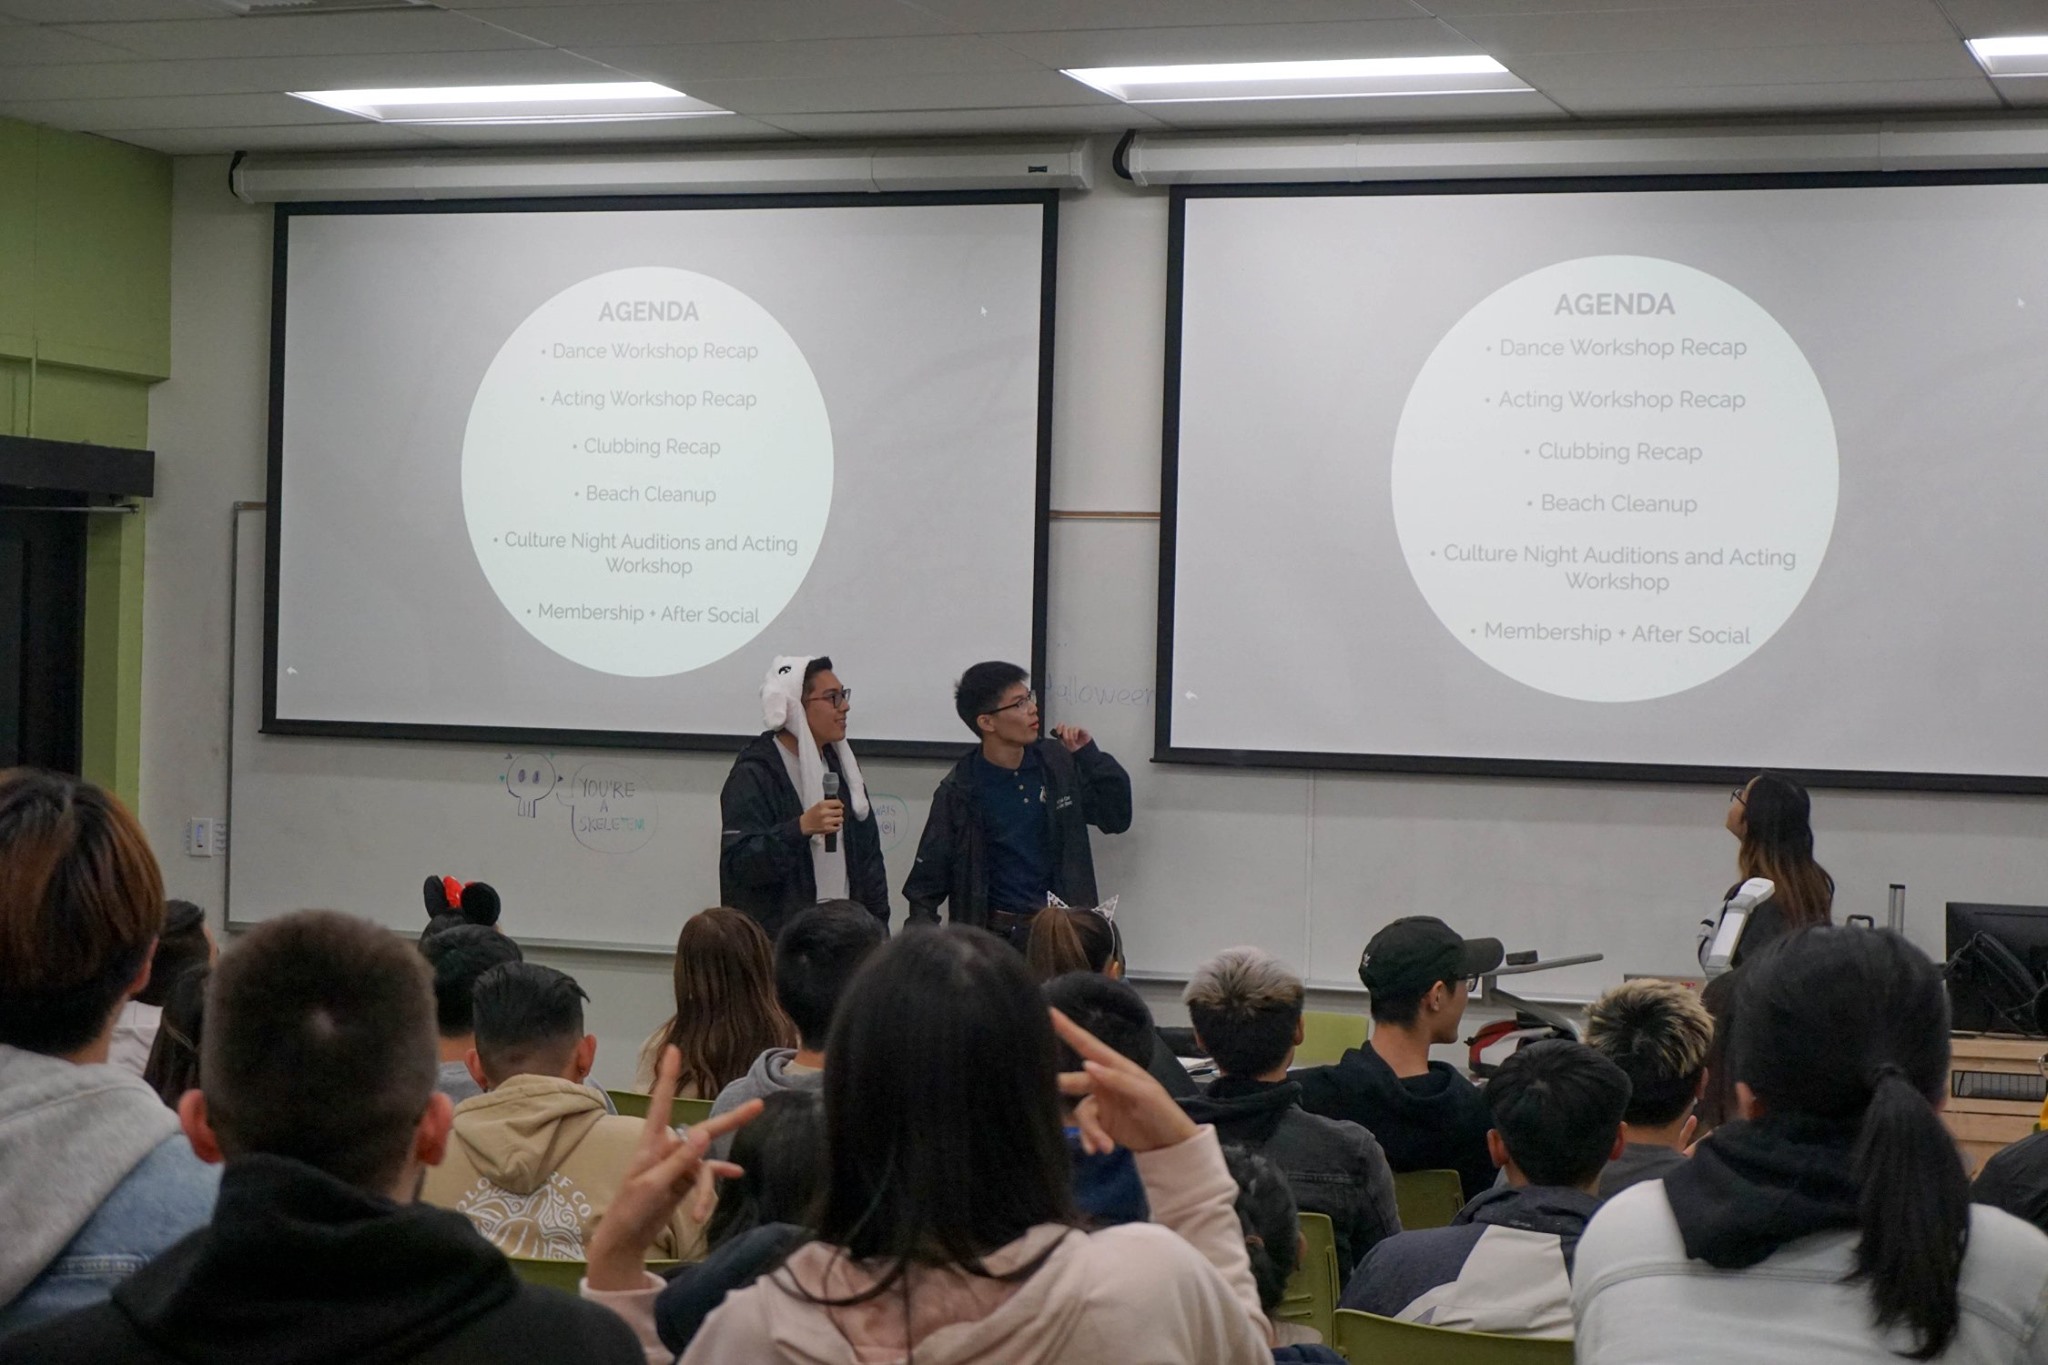 AGENDA
• Dance Workshop Recap
• Acting Workshop Recap
• Clubbing Recap
• Beach Cleanup
• Culture Night Auditions and Acting
Workshop
• Membership + After Social
AGENDA
• Dance Workshop Recap
• Acting Workshop Recap
• Clubbing Recap
• Beach Cleanup
• Culture Night Auditions and Acting
Workshop
• Membership + After Social
Halloween
YOU'RE
A
SKELETEN